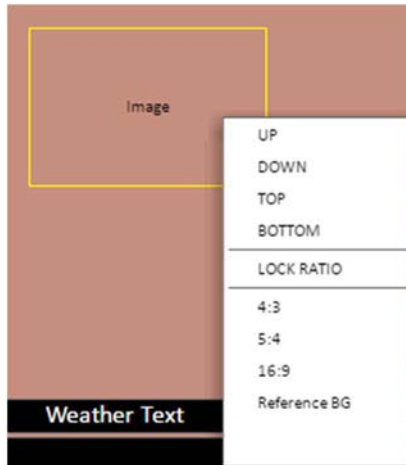 Image
UP
DOWN
TOP
BOTTOM
LOCK RATIO
4:3
5:4
16:9
Reference BG
Weather Text